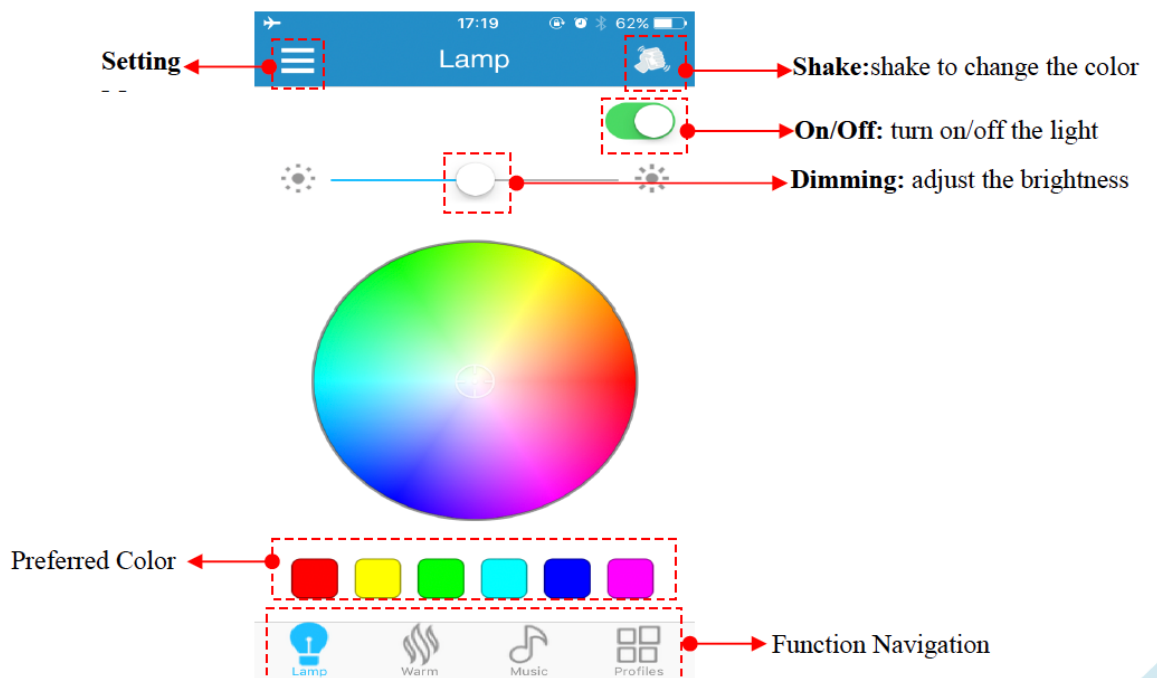 17:19
62%
Setting
Lamp
Shake:shake to change the color
On/Off: turn on/off the light
Dimming: adjust the brightness
Preferred Color
Lamp
Warm
Music
Profiles
Function Navigation